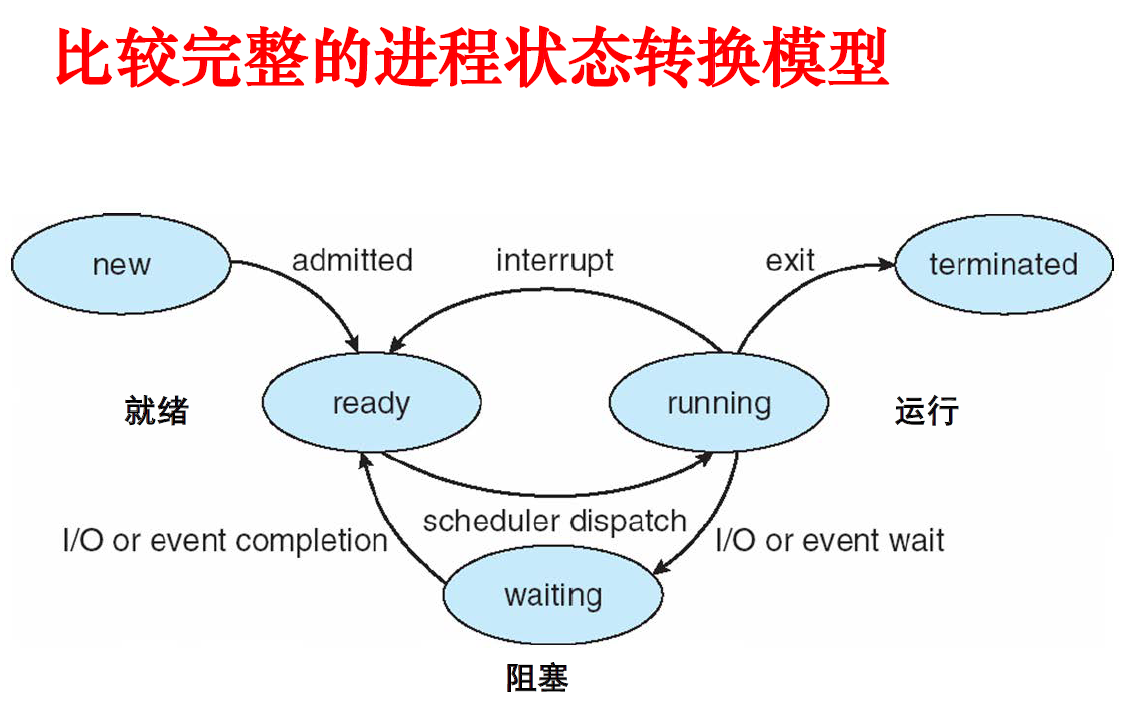 比较完整的进程状态转换模型
new
admitted
interrupt
exit
terminated
就绪
ready
running
运行
I/O or event completion
scheduler dispatch
I/O or event wait
waiting
阻塞